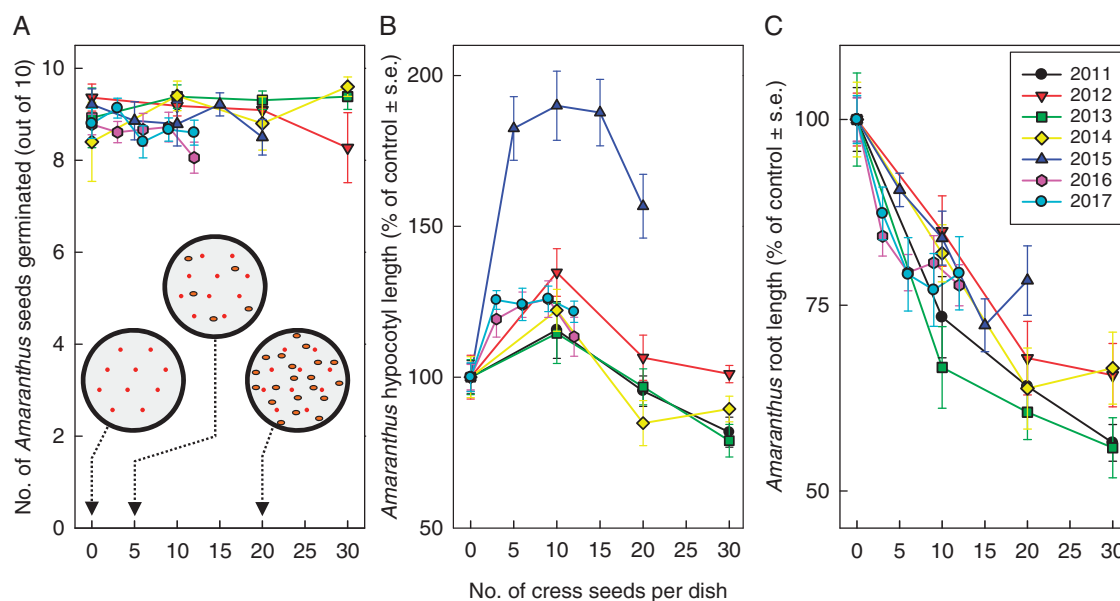 A
No. of Amaranthus seeds germinated (out of 10)
10
8
6
4
2
0
0 5 10 15 20 25 30
B
Amaranthus hypocotyl length (% of control ± s.e.)
200
150
100
50
0 5 10 15 20 25 30
No. of cress seeds per dish
C
Amaranthus root length (% of control ± s.e.)
100
75
50
0 5 10 15 20 25 30
2011
2012
2013
2014
2015
2016
2017